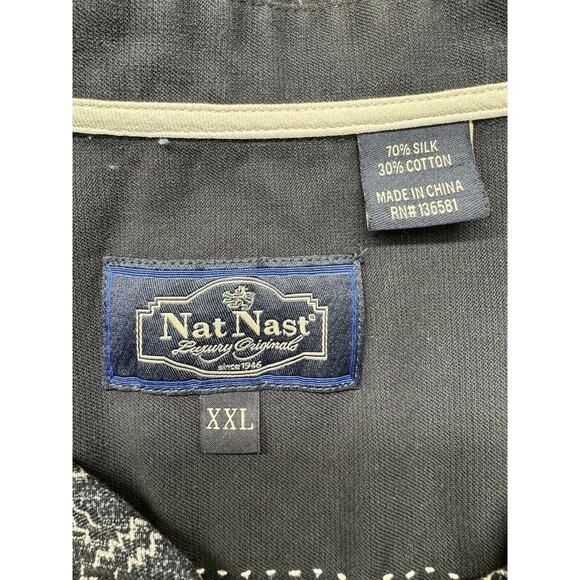 70% SILK
30% COTTON
MADE IN CHINA
RN# 136581
Nat Nast®
Luxury Originals
since 1946
XXL